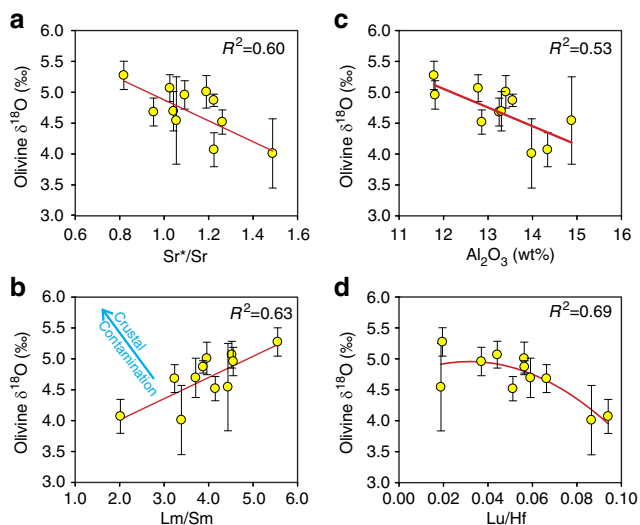 a
R²=0.60
Olivine δ¹⁸O (‰)
6.0
5.5
5.0
4.5
4.0
3.5
3.0
0.6 0.8 1.0 1.2 1.4 1.6
Sr*/Sr
c
R²=0.53
Olivine δ¹⁸O (‰)
6.0
5.5
5.0
4.5
4.0
3.5
3.0
11 12 13 14 15 16
Al₂O₃ (wt%)
b
R²=0.63
Crustal
Contamination
Olivine δ¹⁸O (‰)
6.0
5.5
5.0
4.5
4.0
3.5
3.0
1.0 2.0 3.0 4.0 5.0 6.0
Lm/Sm
d
R²=0.69
Olivine δ¹⁸O (‰)
6.0
5.5
5.0
4.5
4.0
3.5
3.0
0.00 0.02 0.04 0.06 0.08 0.10
Lu/Hf